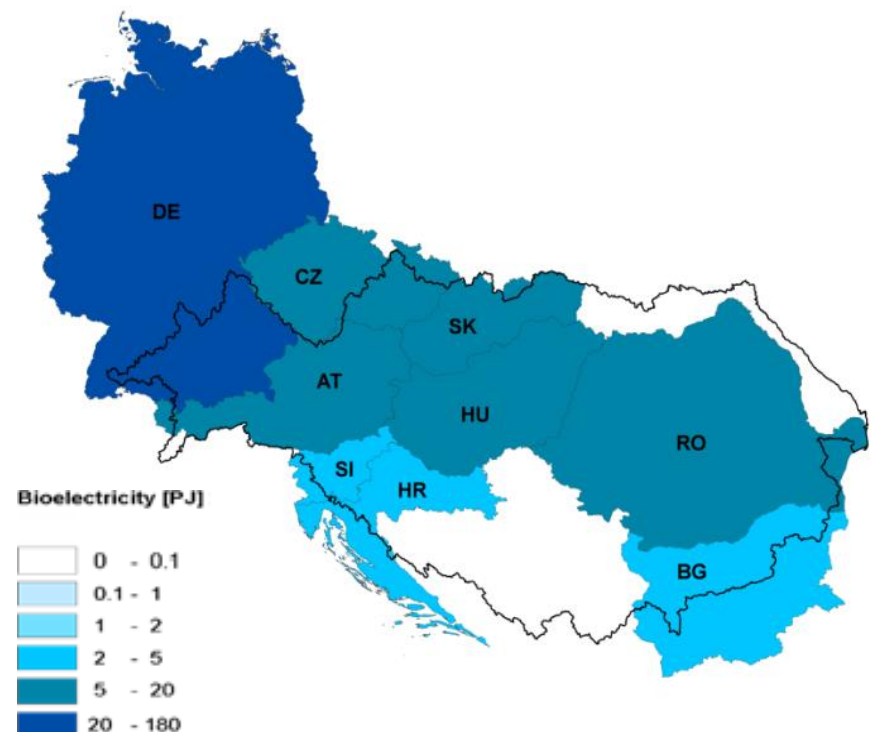 DE
CZ
SK
AT
HU
RO
SI
HR
BG
Bioelectricity [PJ]
0 - 0.1
0.1 - 1
1 - 2
2 - 5
5 - 20
20 - 180